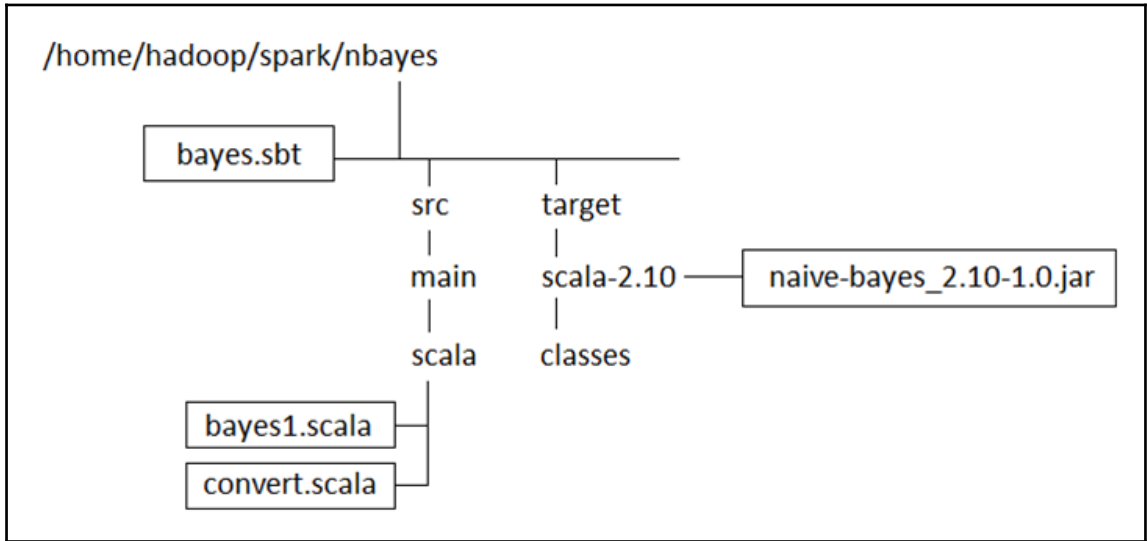 /home/hadoop/spark/nbayes
bayes.sbt
src target
main scala-2.10 naive-bayes_2.10-1.0.jar
scala classes
bayes1.scala
convert.scala